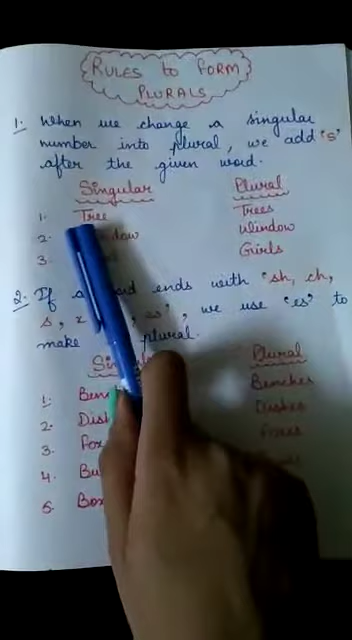 RULES to FORM
PLURALS
1. When we change a singular
number into plural, we add 's'
after the given word.
Singular Plural
1. Tree Trees
2. Window
3. Girls
2. If a ends with 'sh, ch,
s, we use 'es' to
make plural.
Plural
1. Benches
2. Dishes
3. Foxes
4.
5. Box